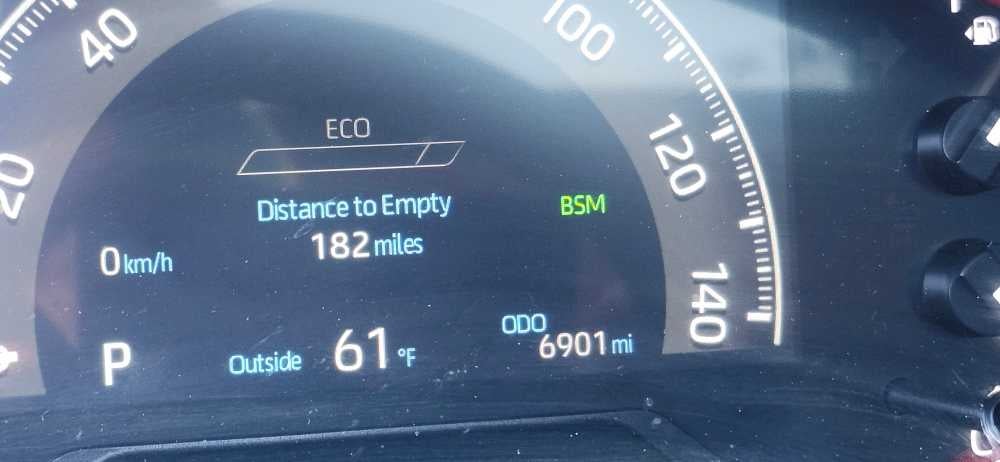 40
100
20
120
140
ECO
Distance to Empty
182 miles
BSM
0 km/h
P
Outside 61 °F
ODO
6901 mi